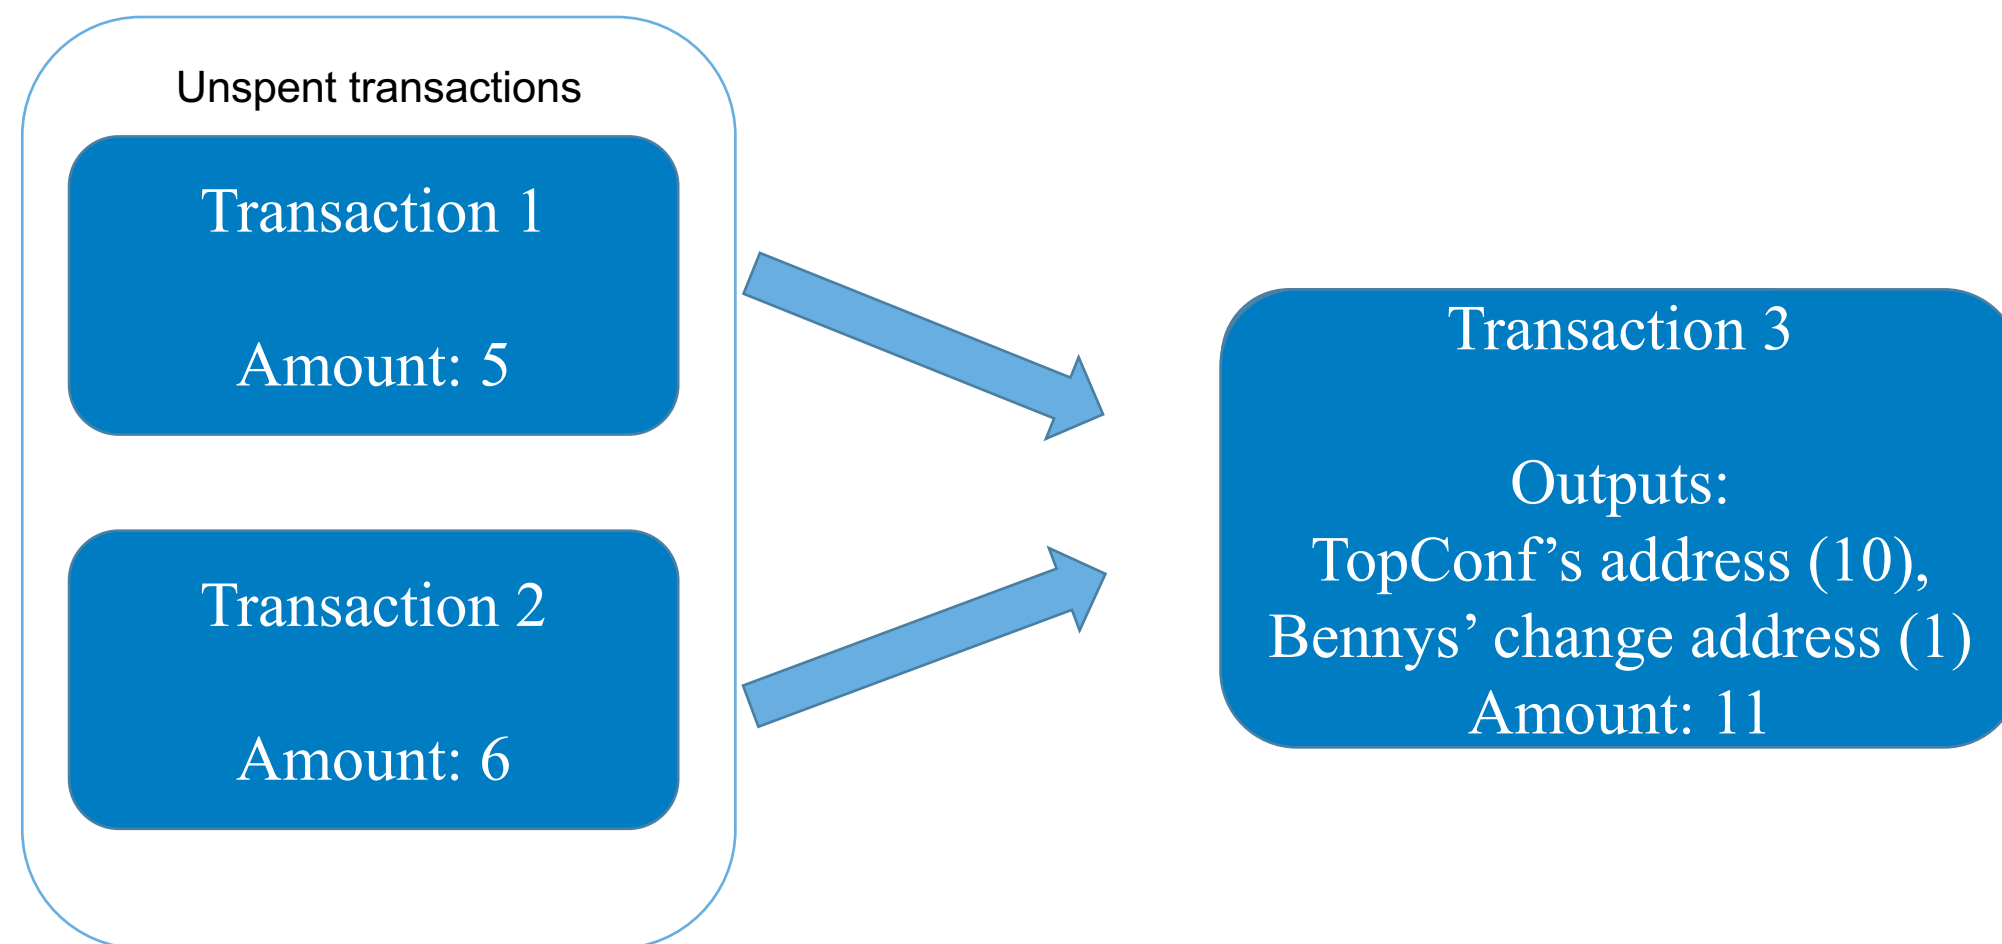 Unspent transactions
Transaction 1
Amount: 5
Transaction 2
Amount: 6
Transaction 3
Outputs:
TopConf’s address (10),
Bennys’ change address (1)
Amount: 11